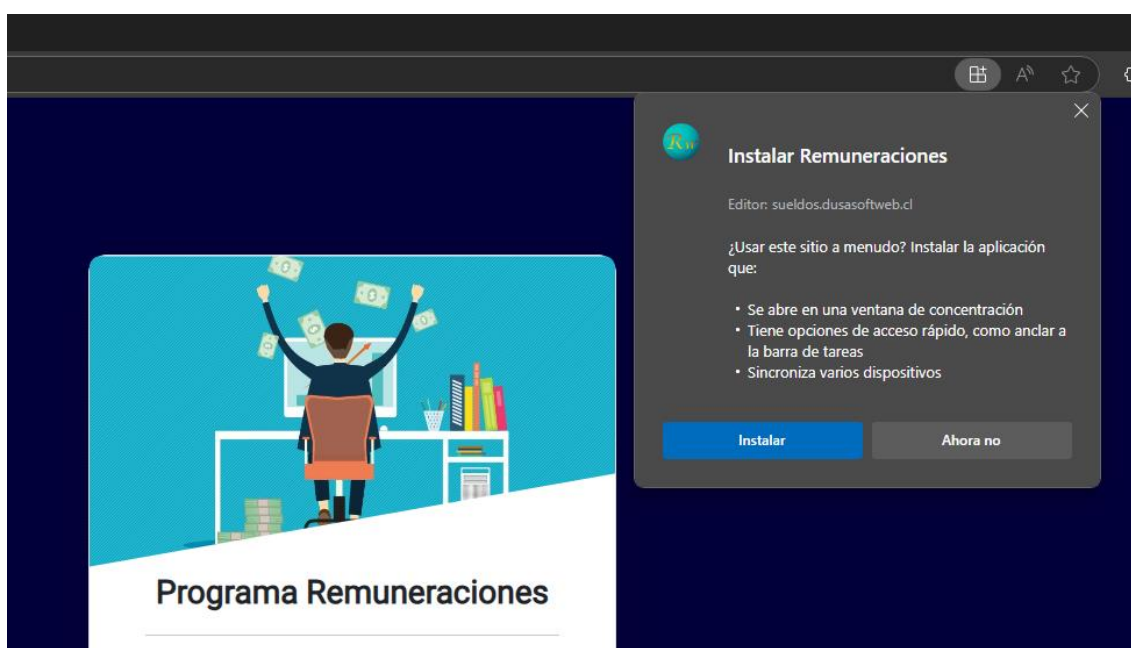 Instalar Remuneraciones
Editor: sueldos.dusasoftweb.cl
¿Usar este sitio a menudo? Instalar la aplicación
que:
• Se abre en una ventana de concentración
• Tiene opciones de acceso rápido, como anclar a
la barra de tareas
• Sincroniza varios dispositivos
Instalar
Ahora no
Programa Remuneraciones